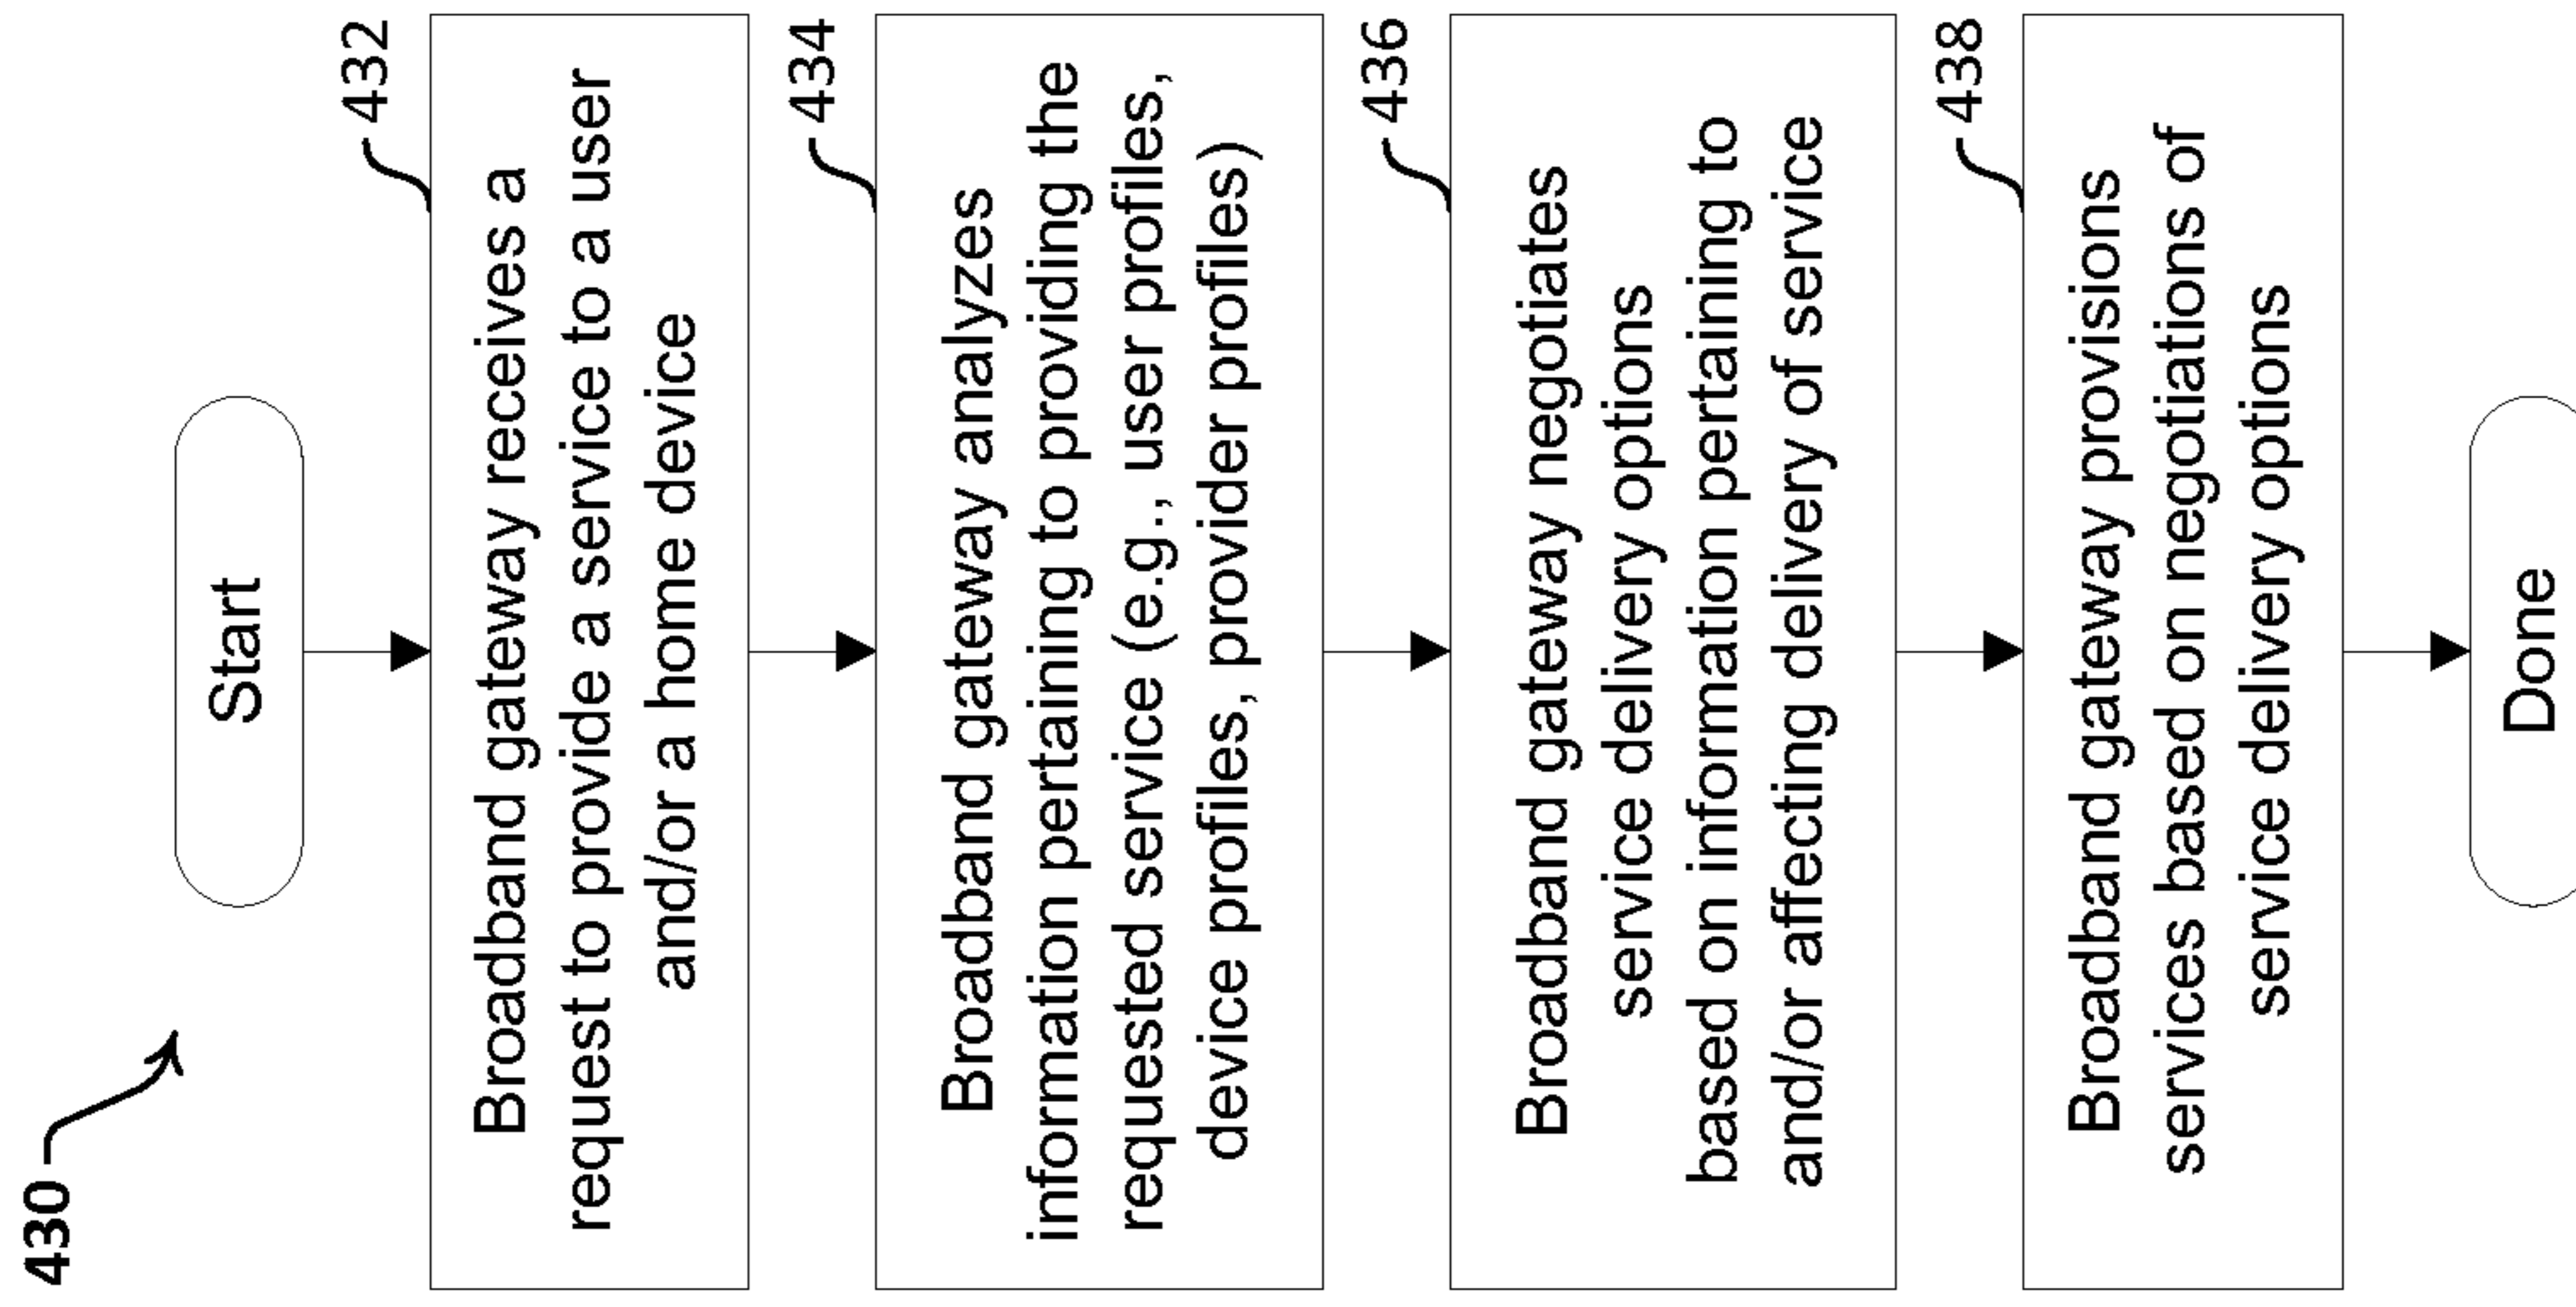 430
Start
432
Broadband gateway receives a
request to provide a service to a user
and/or a home device
434
Broadband gateway analyzes
information pertaining to providing the
requested service (e.g., user profiles,
device profiles, provider profiles)
436
Broadband gateway negotiates
service delivery options
based on information pertaining to
and/or affecting delivery of service
438
Broadband gateway provisions
services based on negotiations of
service delivery options
Done